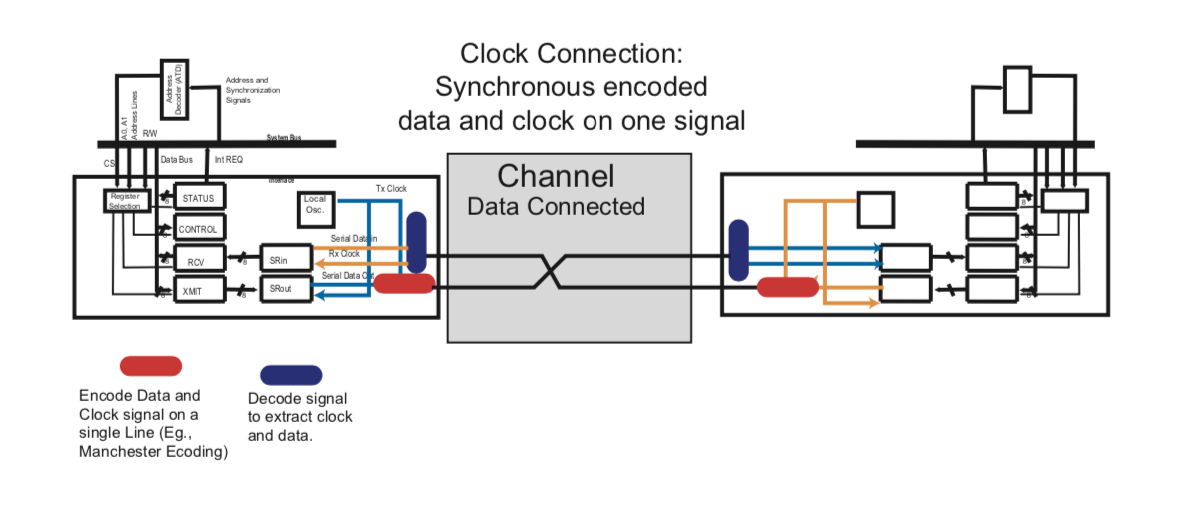 Clock Connection:
Synchronous encoded
data and clock on one signal
Address
Decoder (ATD)
Address and
Synchronization
Signals
A0, A1
Address Lines
R/W
System Bus
CS
Data Bus
Int REQ
Interface
Register
Selection
STATUS
8
CONTROL
8
RCV
8
8
XMIT
8
8
SRin
SRout
Local
Osc.
Tx Clock
Serial Data in
Rx Clock
Serial Data Out
Channel
Data Connected
8
8
8
8
Encode Data and
Clock signal on a
single Line (Eg.,
Manchester Ecoding)
Decode signal
to extract clock
and data.